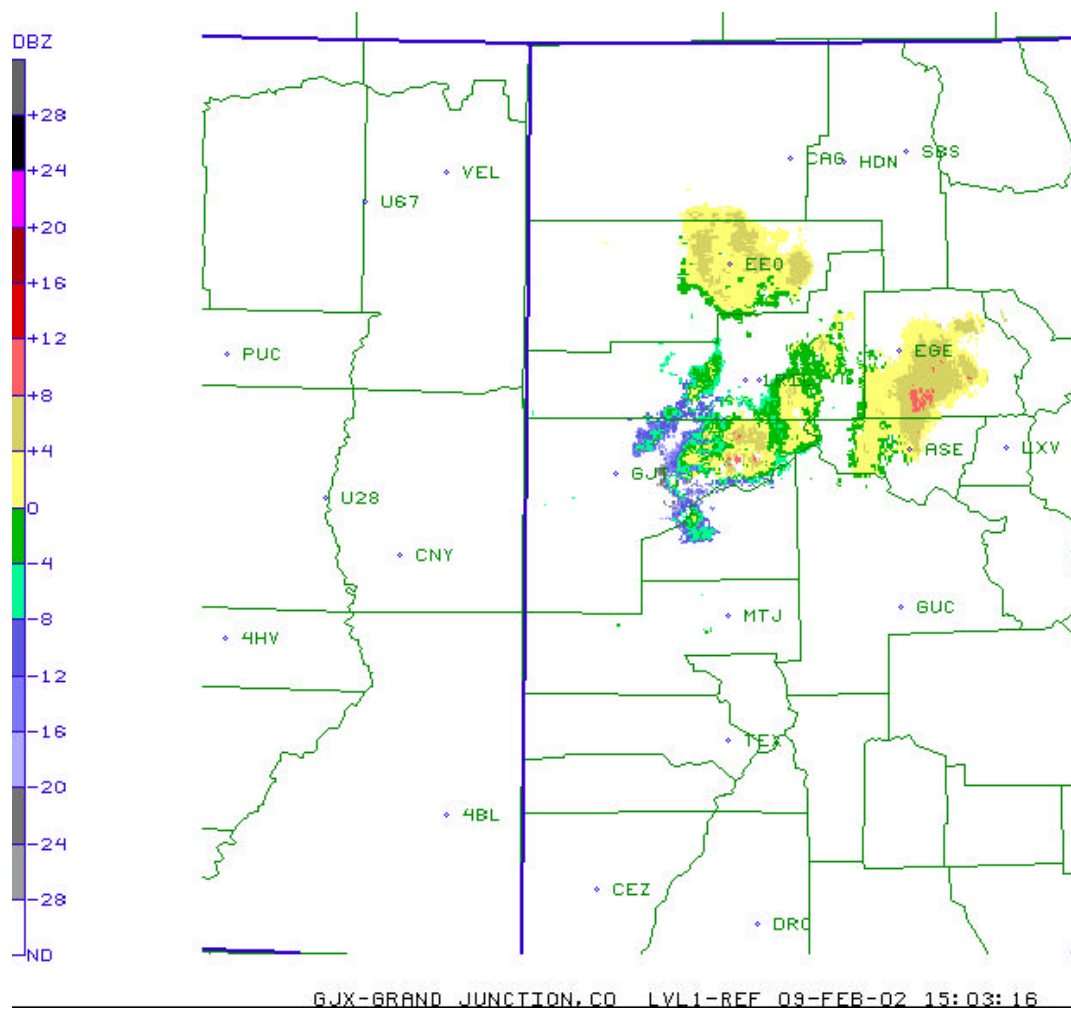 DBZ
+28
+24
+20
+16
+12
+8
+4
0
-4
-8
-12
-16
-20
-24
-28
ND
CAG HDN SBS
VEL
U67
EEO
PUC
EGE
GJT
ASE
LXV
U28
CNY
MTJ
GUC
4HV
TEX
4BL
CEZ
DRO
GJX-GRAND JUNCTION,CO LVL1-REF 09-FEB-02 15:03:16